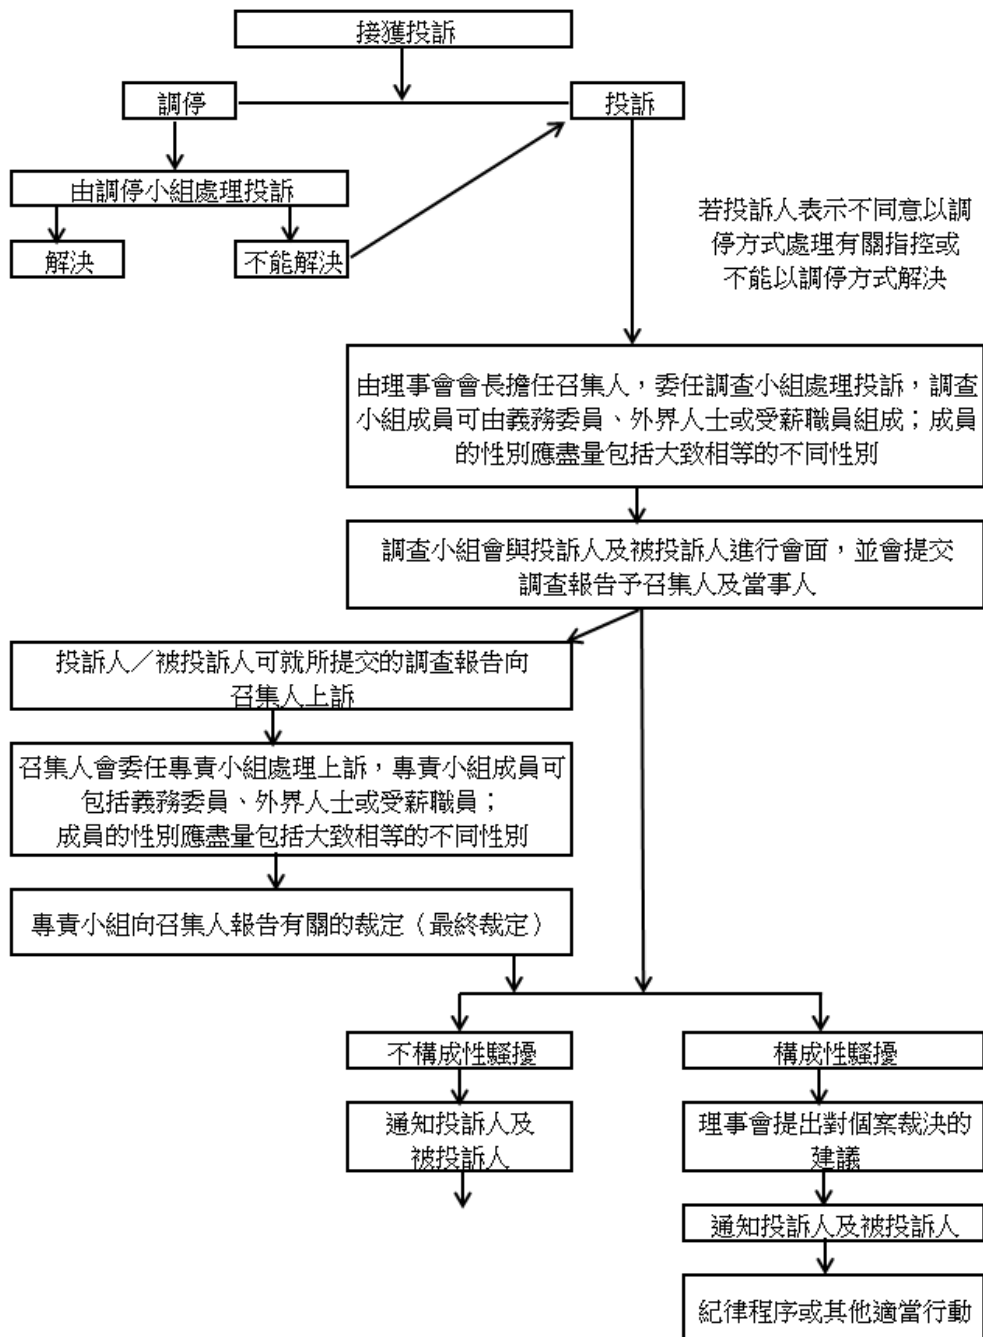 接獲投訴
調停
投訴
由調停小組處理投訴
解決
不能解決
若投訴人表示不同意以調
停方式處理有關指控或
不能以調停方式解決
由理事會會長擔任召集人，委任調查小組處理投訴，調查
小組成員可由義務委員、外界人士或受薪職員組成；成員
的性別應盡量包括大致相等的不同性別
調查小組會與投訴人及被投訴人進行會面，並會提交
調查報告予召集人及當事人
投訴人／被投訴人可就所提交的調查報告向
召集人上訴
召集人會委任專責小組處理上訴，專責小組成員可
包括義務委員、外界人士或受薪職員；
成員的性別應盡量包括大致相等的不同性別
專責小組向召集人報告有關的裁定（最終裁定）
不構成性騷擾
構成性騷擾
通知投訴人及
被投訴人
理事會提出對個案裁決的
建議
通知投訴人及被投訴人
紀律程序或其他適當行動